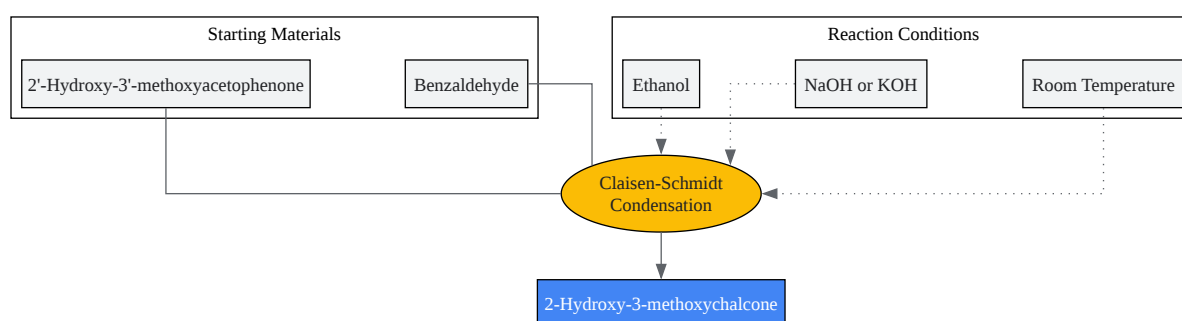 Starting Materials
Reaction Conditions
2'-Hydroxy-3'-methoxyacetophenone
Benzaldehyde
Ethanol
NaOH or KOH
Room Temperature
Claisen-Schmidt
Condensation
2-Hydroxy-3-methoxychalcone